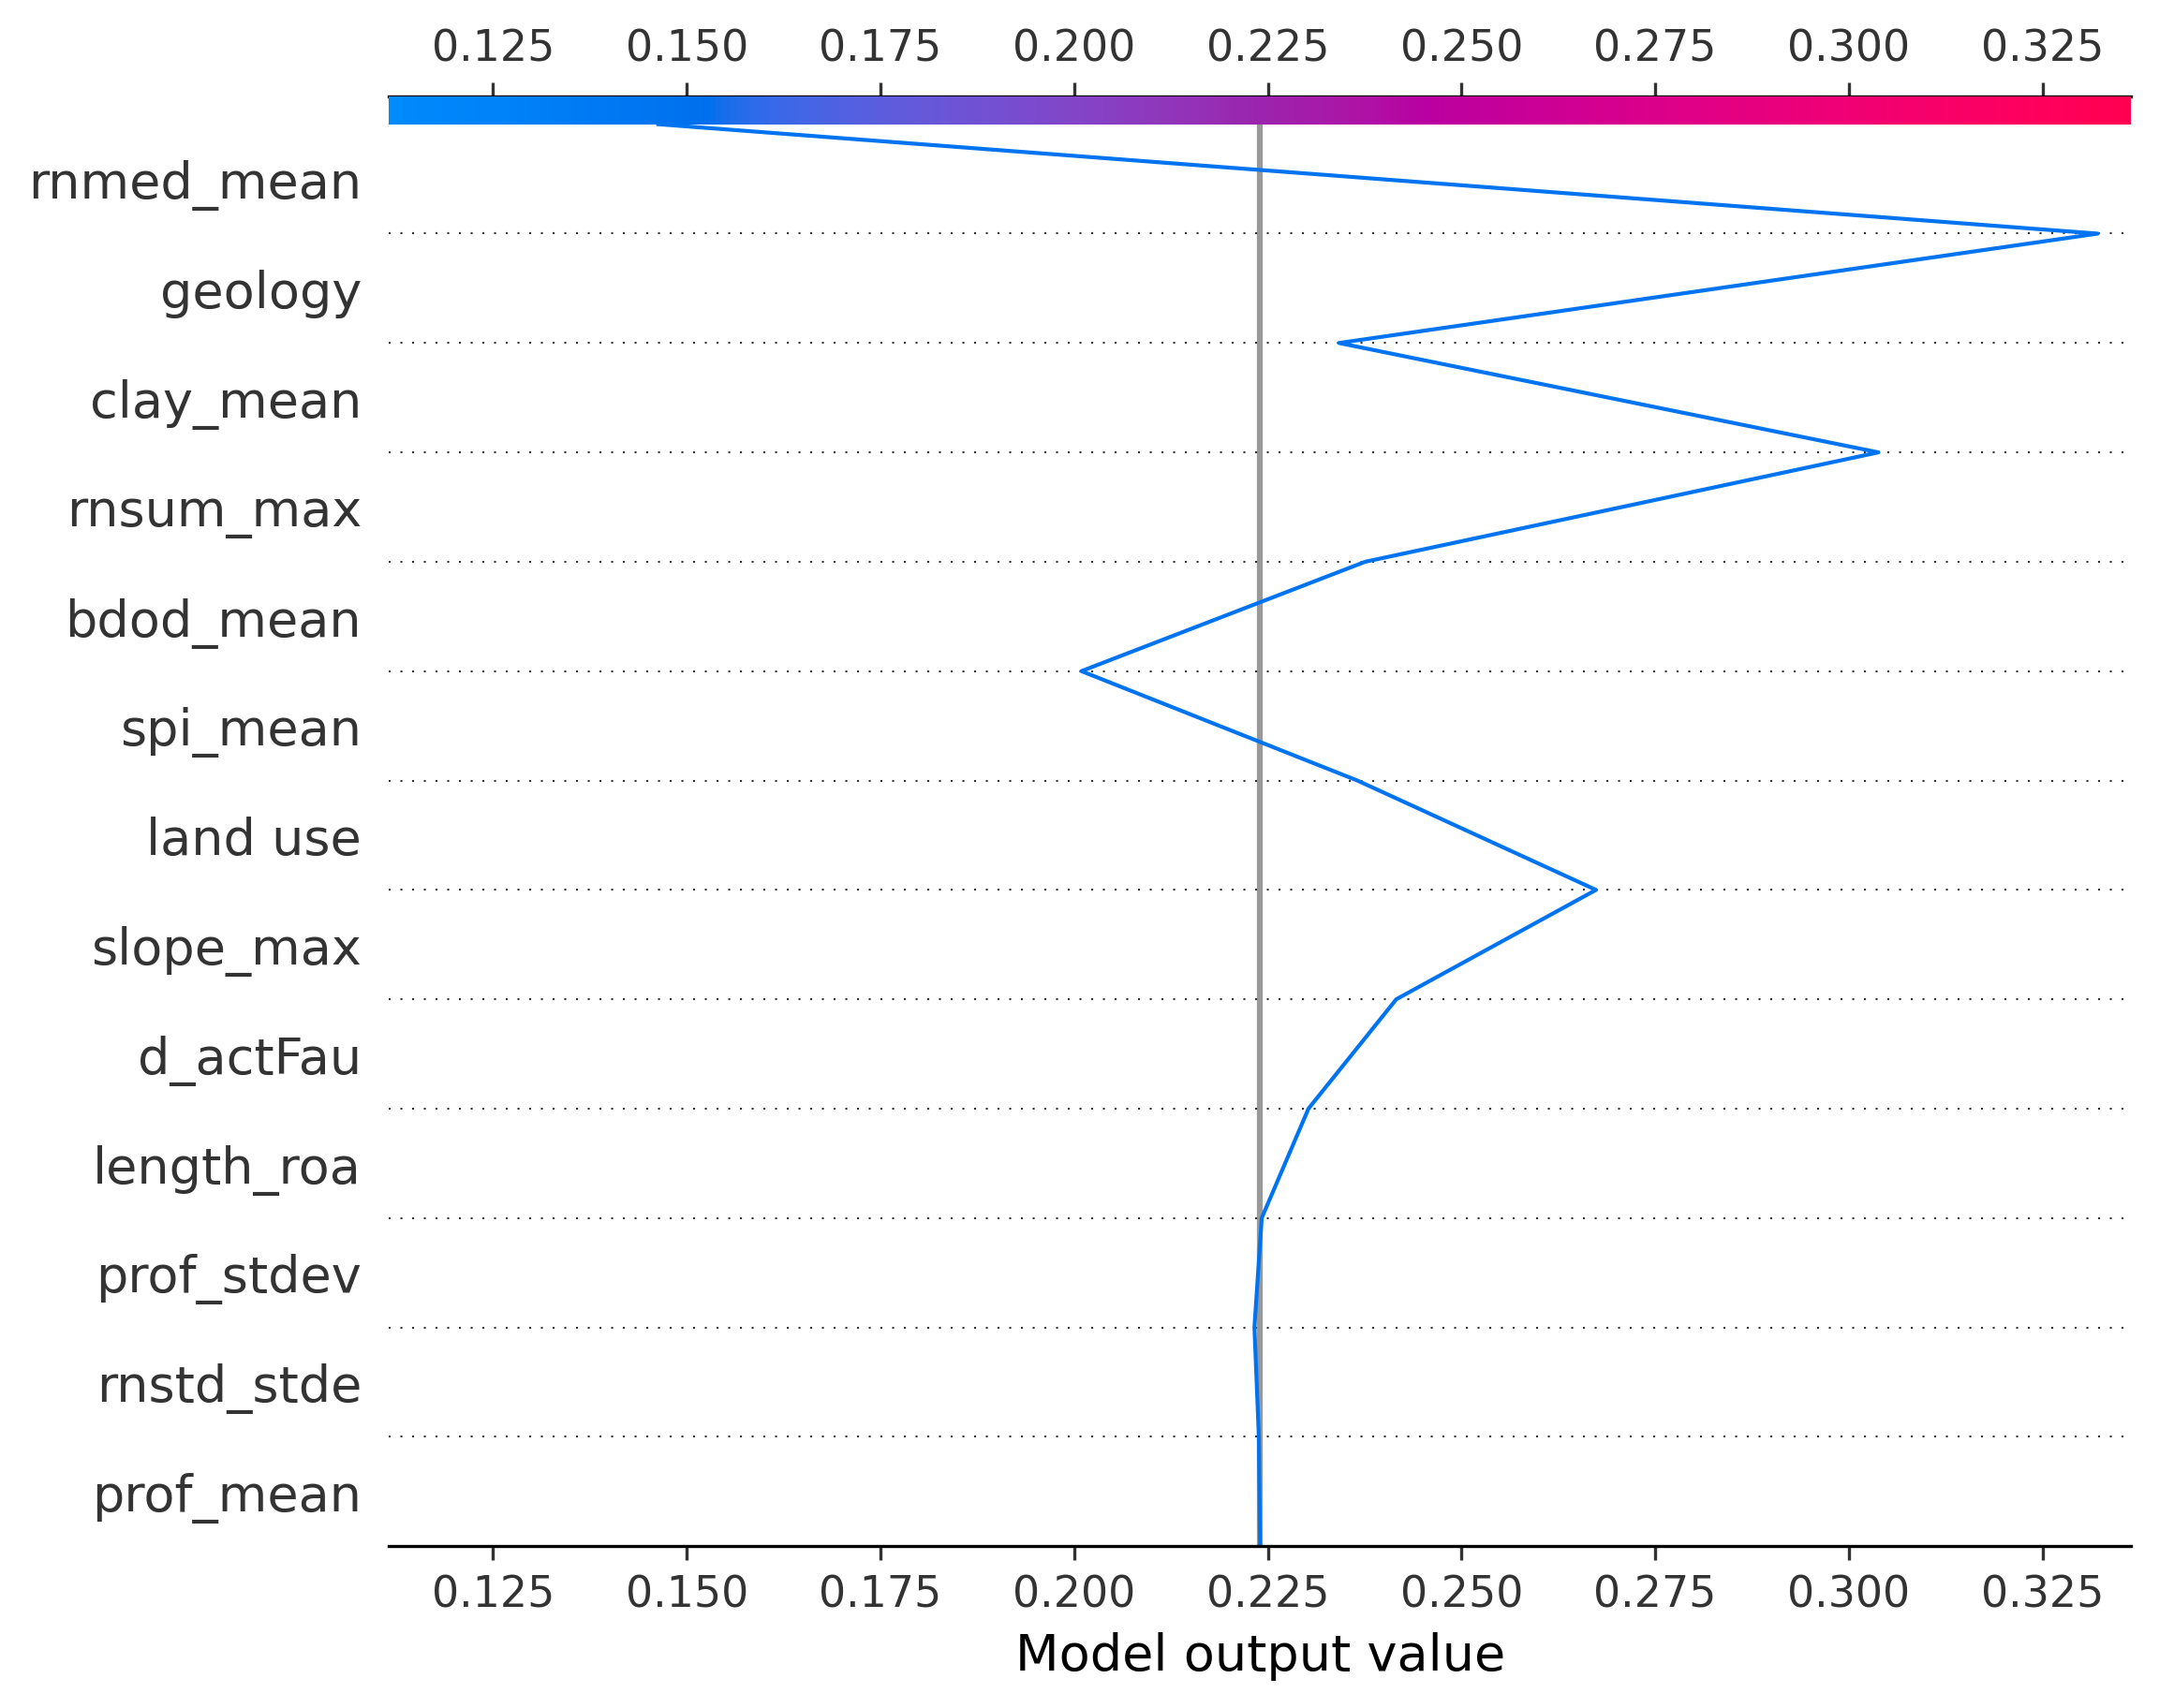 0.125 0.150 0.175 0.200 0.225 0.250 0.275 0.300 0.325
rnmed_mean
geology
clay_mean
rnsum_max
bdod_mean
spi_mean
land use
slope_max
d_actFau
length_roa
prof_stdev
rnstd_stde
prof_mean
0.125 0.150 0.175 0.200 0.225 0.250 0.275 0.300 0.325
Model output value